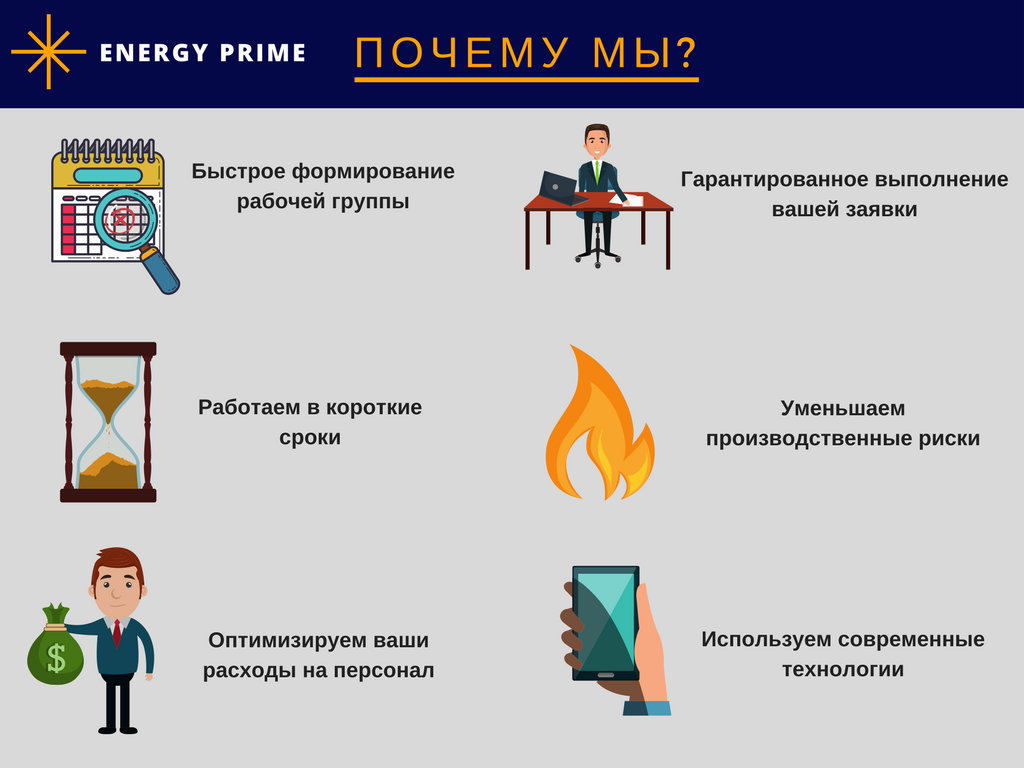 ENERGY PRIME
ПОЧЕМУ МЫ?
Быстрое формирование
рабочей группы
Гарантированное выполнение
вашей заявки
Работаем в короткие
сроки
Уменьшаем
производственные риски
$
Оптимизируем ваши
расходы на персонал
Используем современные
технологии